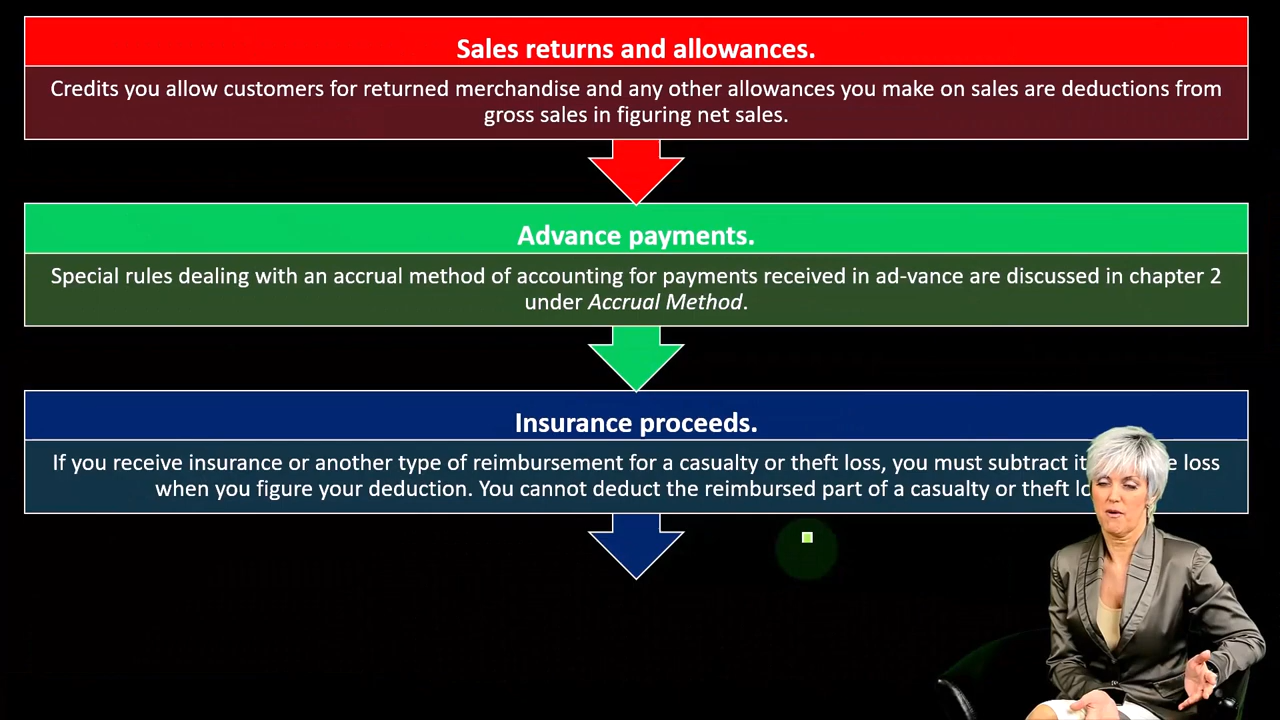 Sales returns and allowances.
Credits you allow customers for returned merchandise and any other allowances you make on sales are deductions from
gross sales in figuring net sales.
Advance payments.
Special rules dealing with an accrual method of accounting for payments received in ad-vance are discussed in chapter 2
under Accrual Method.
Insurance proceeds.
If you receive insurance or another type of reimbursement for a casualty or theft loss, you must subtract it loss
when you figure your deduction. You cannot deduct the reimbursed part of a casualty or theft